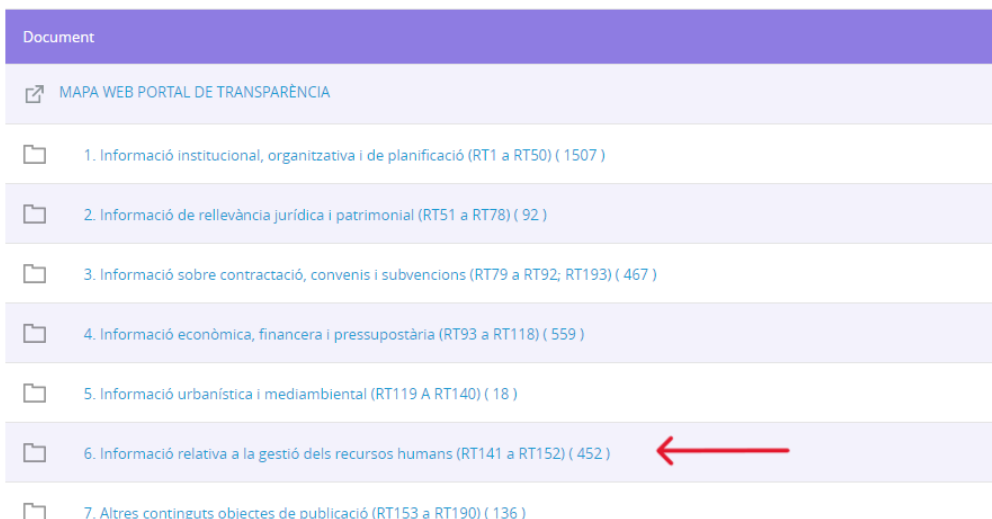 Document
MAPA WEB PORTAL DE TRANSPARÈNCIA
1. Informació institucional, organitzativa i de planificació (RT1 a RT50) ( 1507 )
2. Informació de rellevància jurídica i patrimonial (RT51 a RT78) ( 92 )
3. Informació sobre contractació, convenis i subvencions (RT79 a RT92; RT193) ( 467 )
4. Informació econòmica, financera i pressupostària (RT93 a RT118) ( 559 )
5. Informació urbanística i mediambiental (RT119 A RT140) ( 18 )
6. Informació relativa a la gestió dels recursos humans (RT141 a RT152) ( 452 )
7. Altres continguts objectes de publicació (RT153 a RT190) ( 136 )